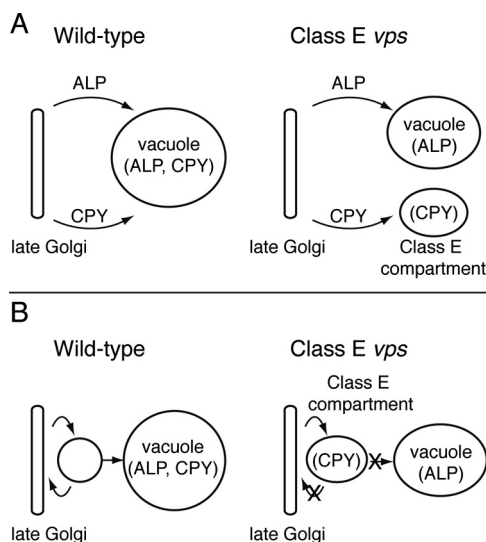 A
Wild-type
Class E vps
ALP
ALP
vacuole
(ALP, CPY)
vacuole
(ALP)
CPY
CPY
(CPY)
late Golgi
late Golgi
Class E
compartment
B
Wild-type
Class E vps
Class E
compartment
vacuole
(ALP, CPY)
(CPY)
X
vacuole
(ALP)
X
late Golgi
late Golgi